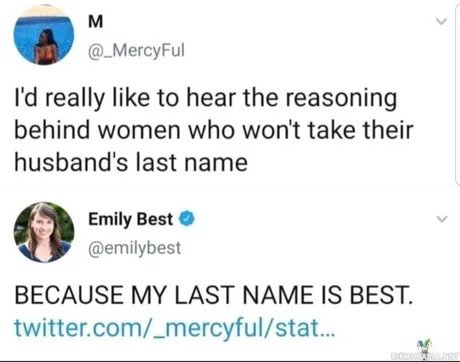 M
@_MercyFul
I'd really like to hear the reasoning
behind women who won't take their
husband's last name
Emily Best
@emilybest
BECAUSE MY LAST NAME IS BEST.
twitter.com/_mercyful/stat...